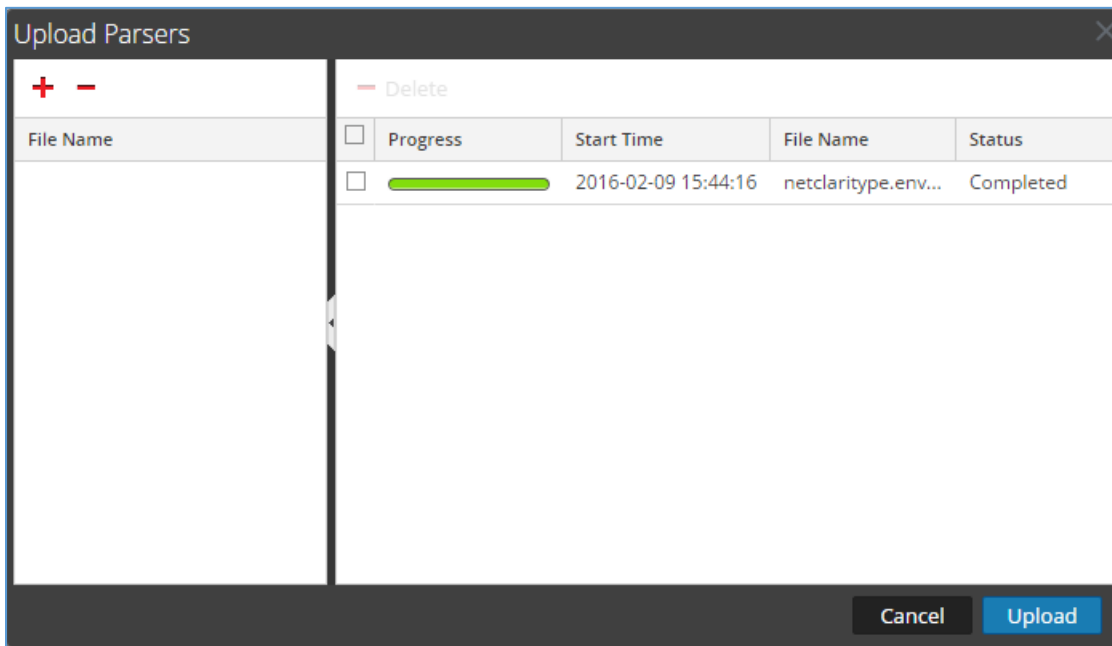 Upload Parsers
Delete
File Name
Progress Start Time File Name Status
2016-02-09 15:44:16 netclaritype.env... Completed
Cancel Upload